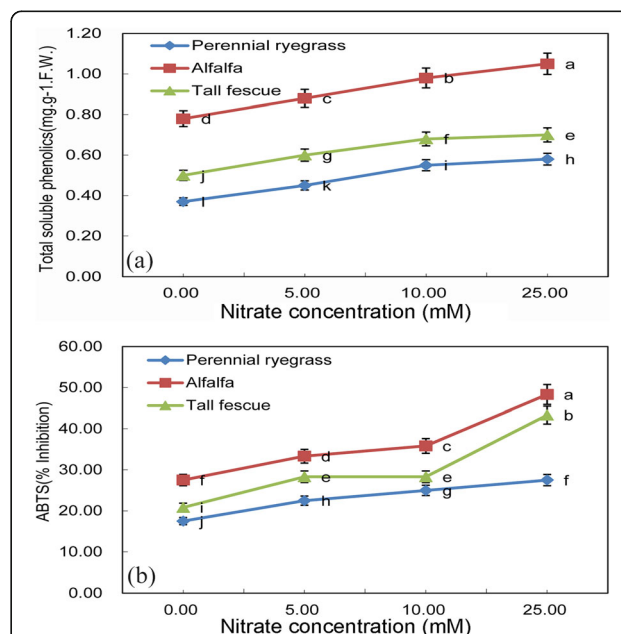 Perennial ryegrass
Alfalfa
Tall fescue
Total soluble phenolics(mg.g-1.F.W.)
1.20
1.00
0.80
0.60
0.40
0.20
0.00
a
b
c
d
e
f
g
j
h
i
k
l
(a)
0.00 5.00 10.00 25.00
Nitrate concentration (mM)
Perennial ryegrass
Alfalfa
Tall fescue
ABTS(% Inhibition)
60.00
50.00
40.00
30.00
20.00
10.00
0.00
a
b
c
d
f
e
e
i
f
g
h
j
(b)
0.00 5.00 10.00 25.00
Nitrate concentration (mM)